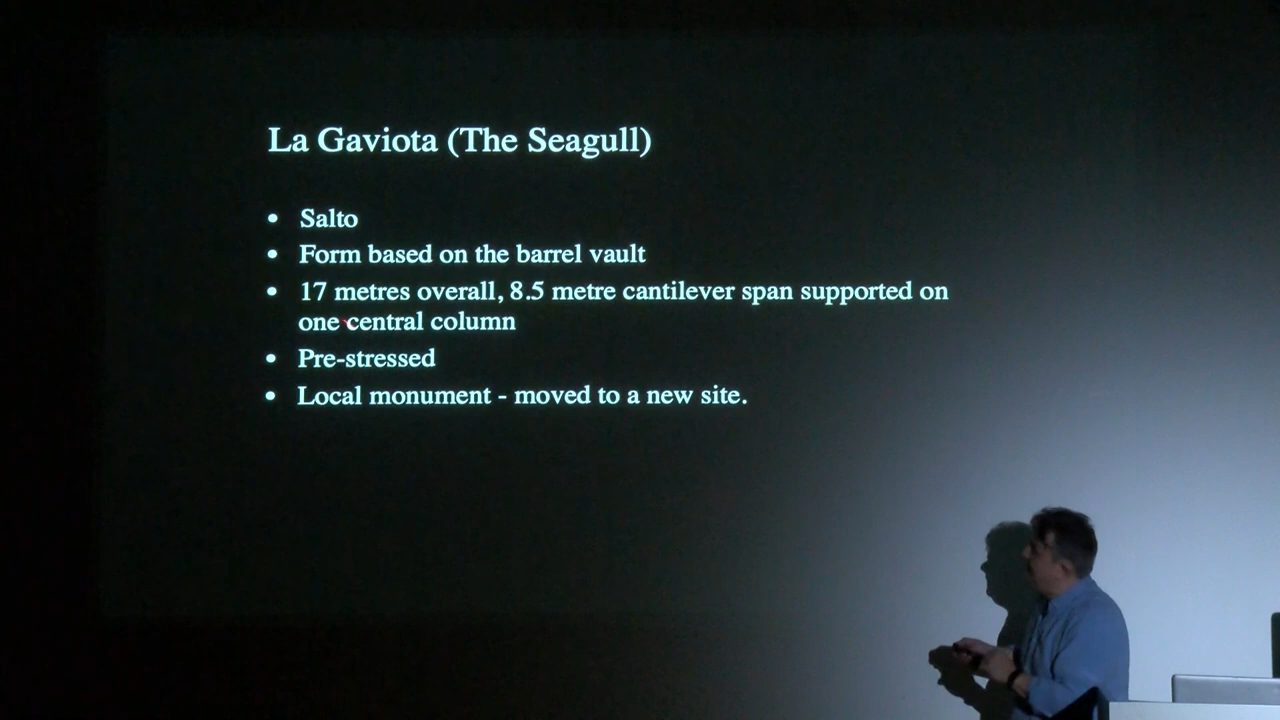 La Gaviota (The Seagull)
• Salto
• Form based on the barrel vault
• 17 metres overall, 8.5 metre cantilever span supported on
one central column
• Pre-stressed
• Local monument - moved to a new site.